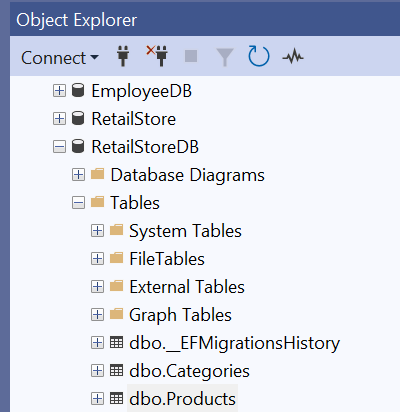 Object Explorer
Connect
EmployeeDB
RetailStore
RetailStoreDB
Database Diagrams
Tables
System Tables
FileTables
External Tables
Graph Tables
dbo.__EFMigrationsHistory
dbo.Categories
dbo.Products